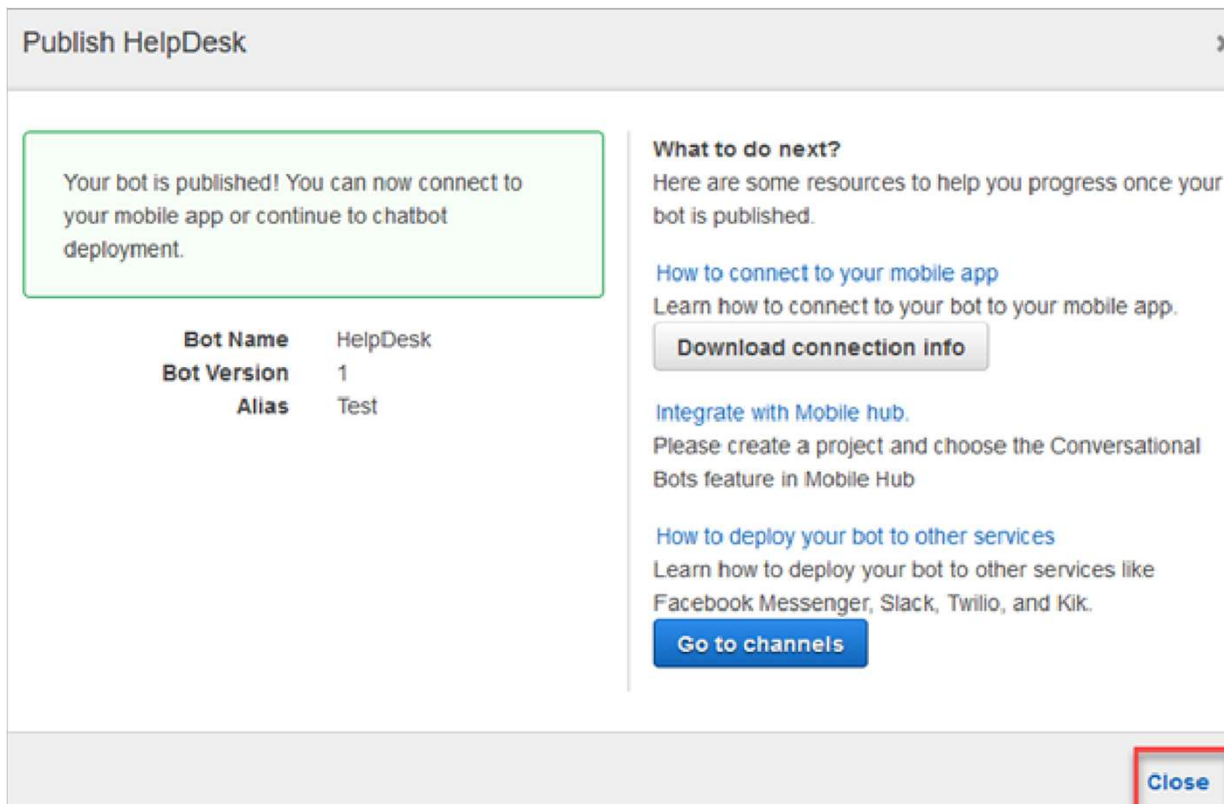 Publish HelpDesk
Your bot is published! You can now connect to
your mobile app or continue to chatbot
deployment.
Bot Name HelpDesk
Bot Version 1
Alias Test
What to do next?
Here are some resources to help you progress once your
bot is published.
How to connect to your mobile app
Learn how to connect to your bot to your mobile app.
Download connection info
Integrate with Mobile hub.
Please create a project and choose the Conversational
Bots feature in Mobile Hub
How to deploy your bot to other services
Learn how to deploy your bot to other services like
Facebook Messenger, Slack, Twilio, and Kik.
Go to channels
Close